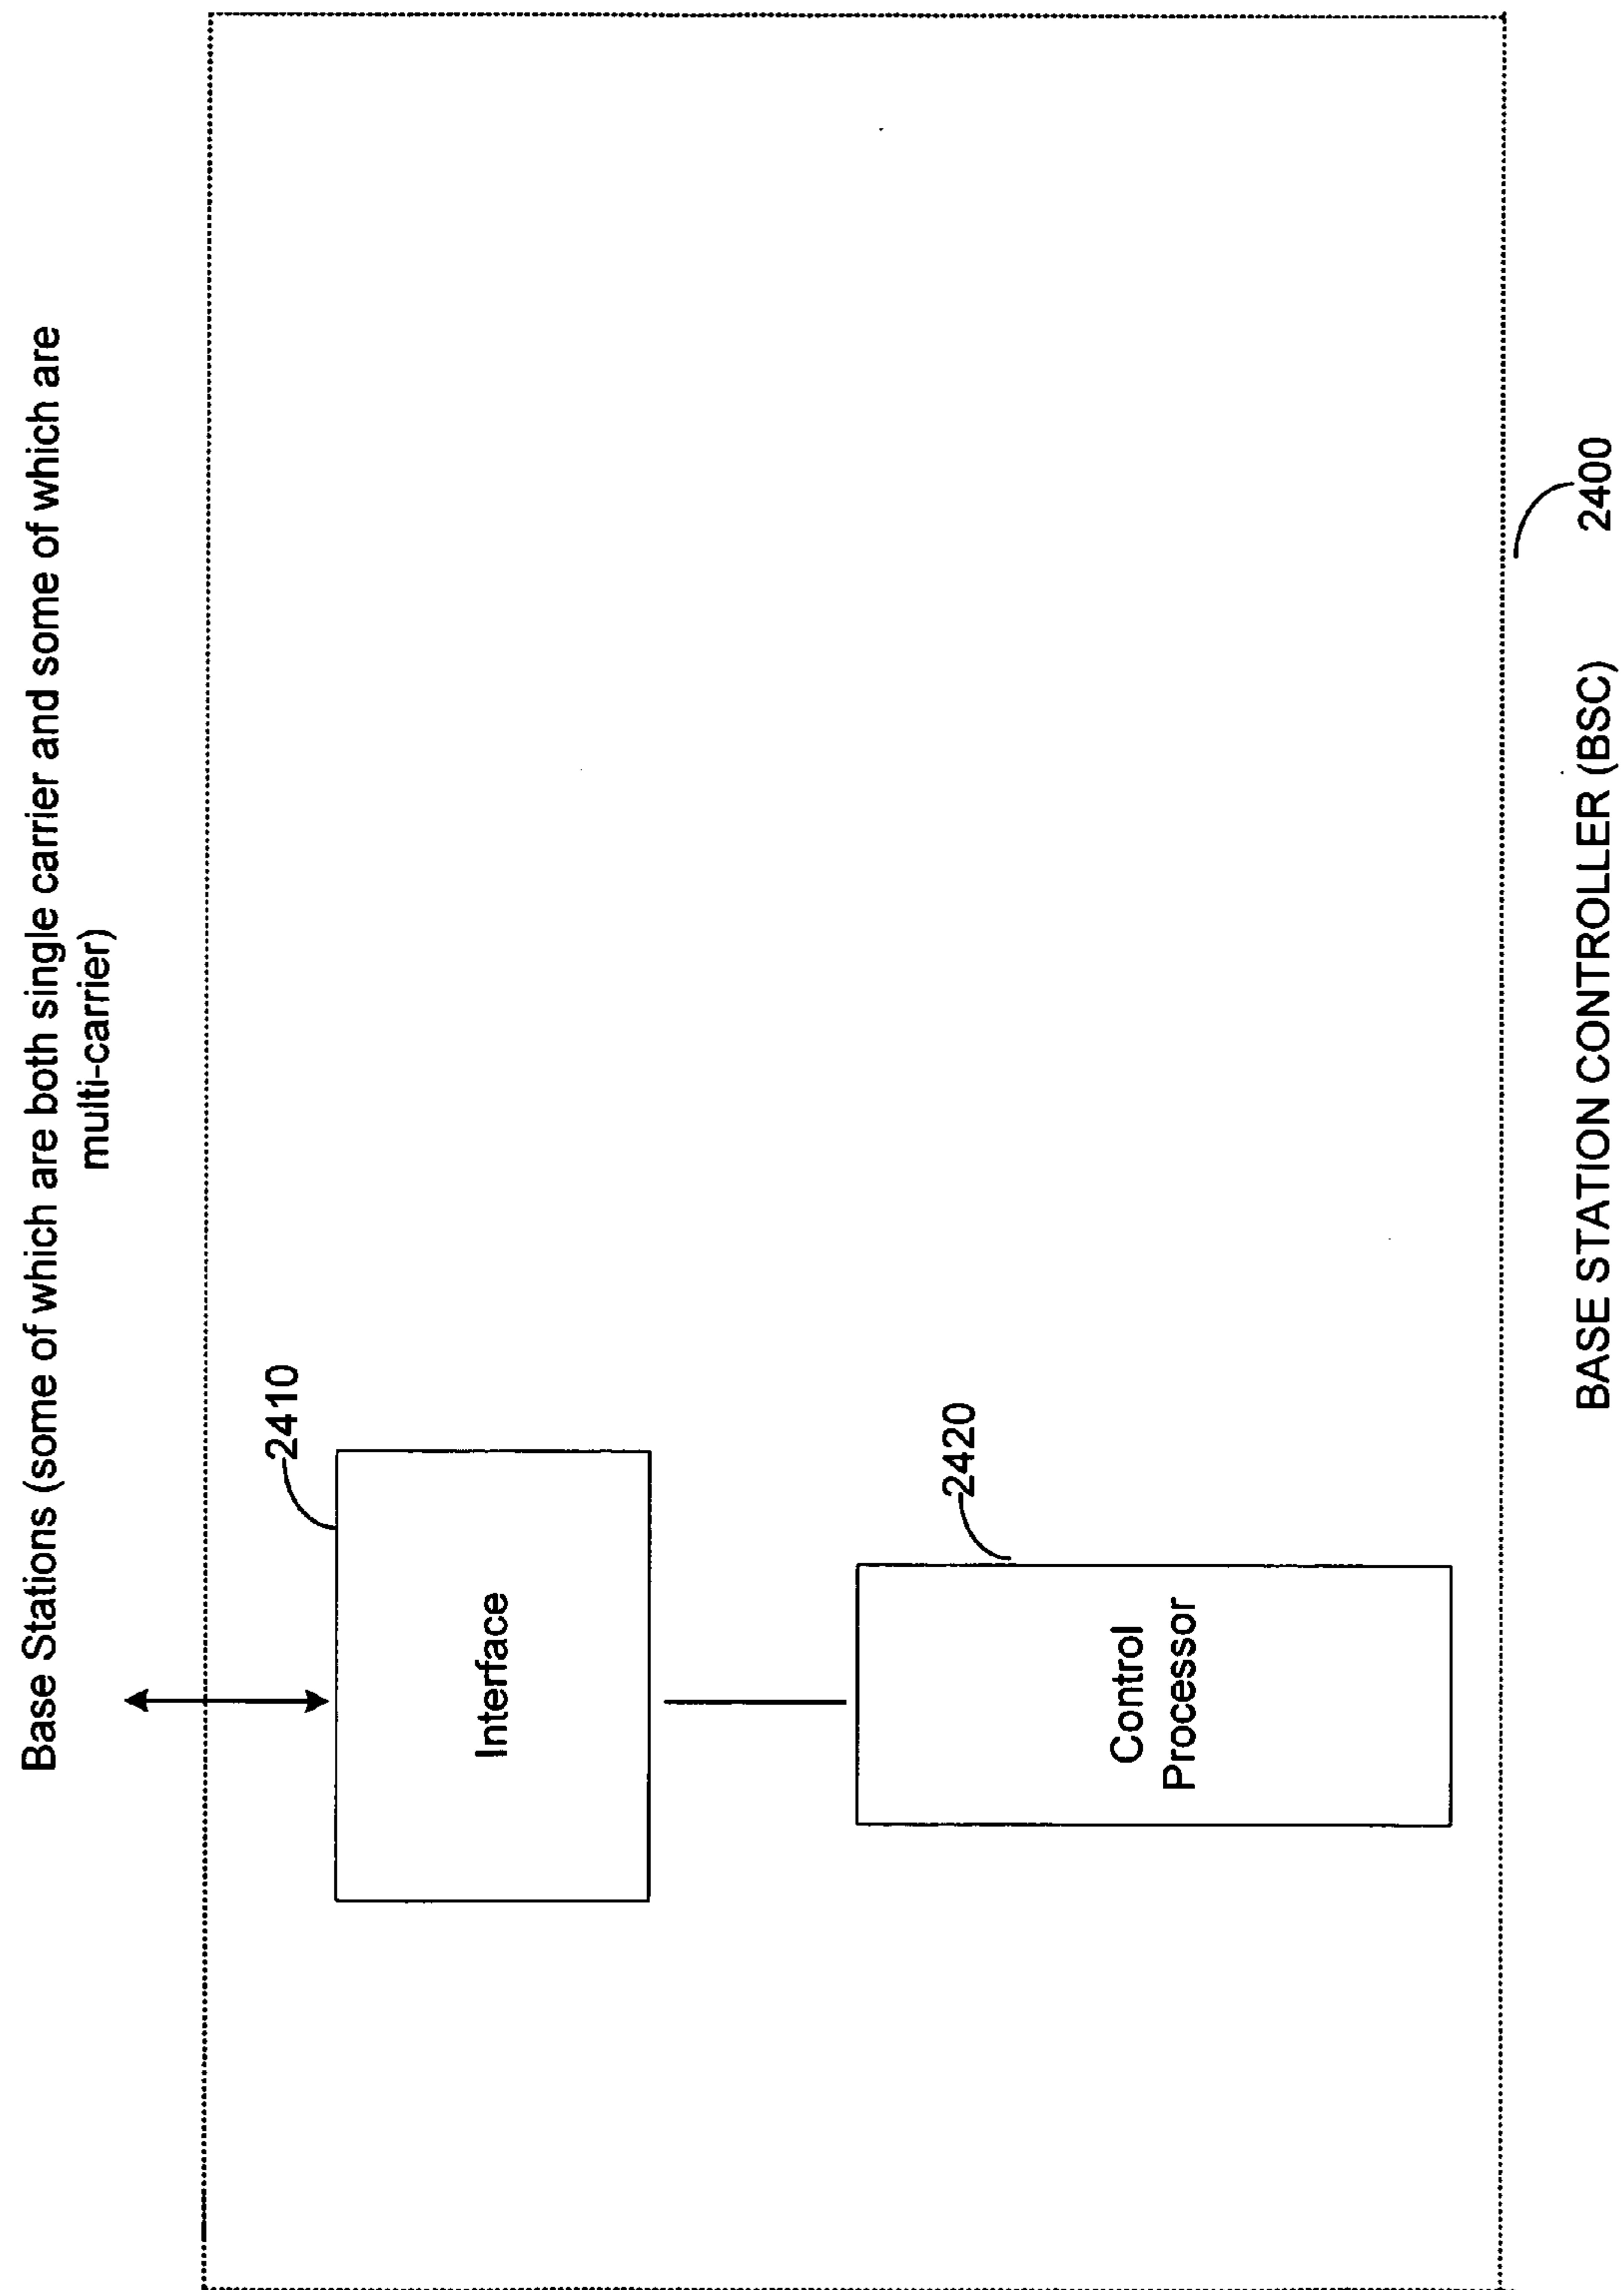 Base Stations (some of which are both single carrier and some of which are
multi-carrier)
2410
Interface
2420
Control
Processor
BASE STATION CONTROLLER (BSC)
2400